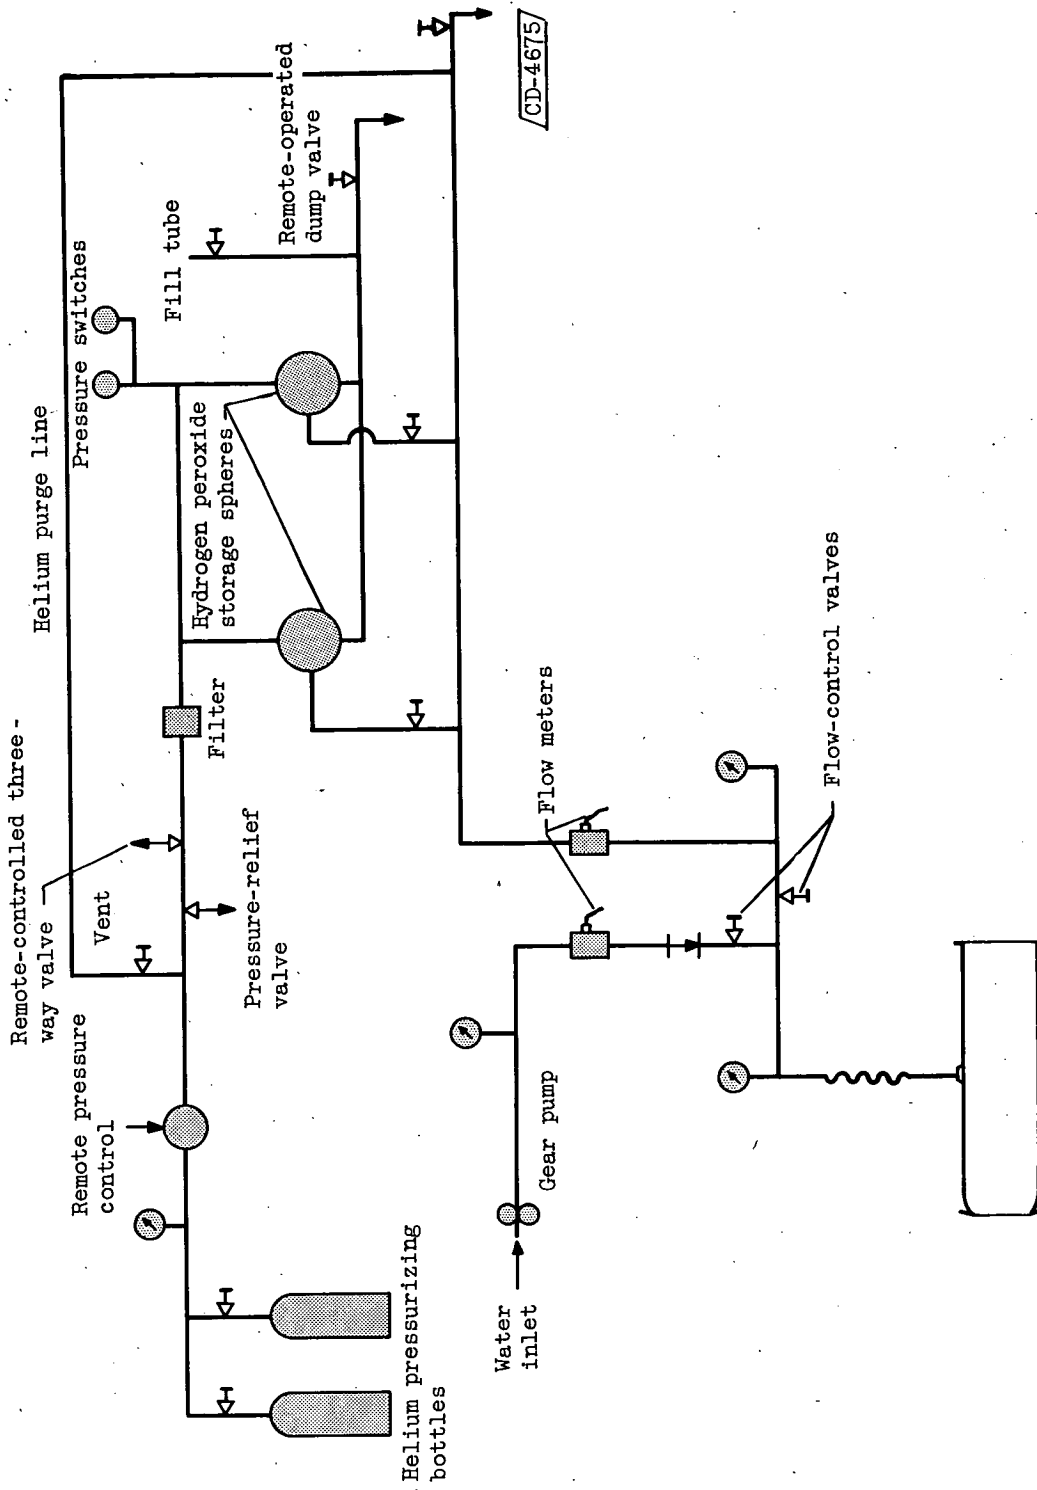 Remote-controlled three-
way valve
Helium purge line
Pressure switches
Vent
Remote pressure
control
Fill tube
Hydrogen peroxide
storage spheres
Filter
Pressure-relief
valve
Remote-operated
dump valve
Helium pressurizing
bottles
Water
inlet
Gear pump
Flow meters
CD-4675
Flow-control valves